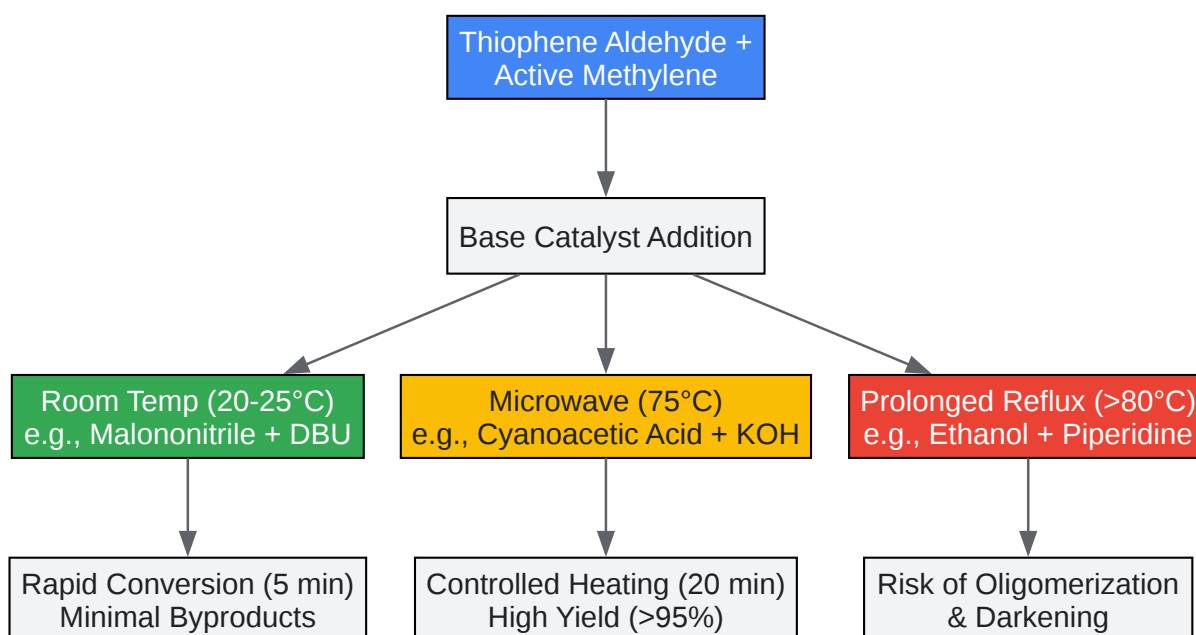 Thiophene Aldehyde +
Active Methylene
Base Catalyst Addition
Room Temp (20-25°C)
e.g., Malononitrile + DBU
Microwave (75°C)
e.g., Cyanoacetic Acid + KOH
Prolonged Reflux (>80°C)
e.g., Ethanol + Piperidine
Rapid Conversion (5 min)
Minimal Byproducts
Controlled Heating (20 min)
High Yield (>95%)
Risk of Oligomerization
& Darkening